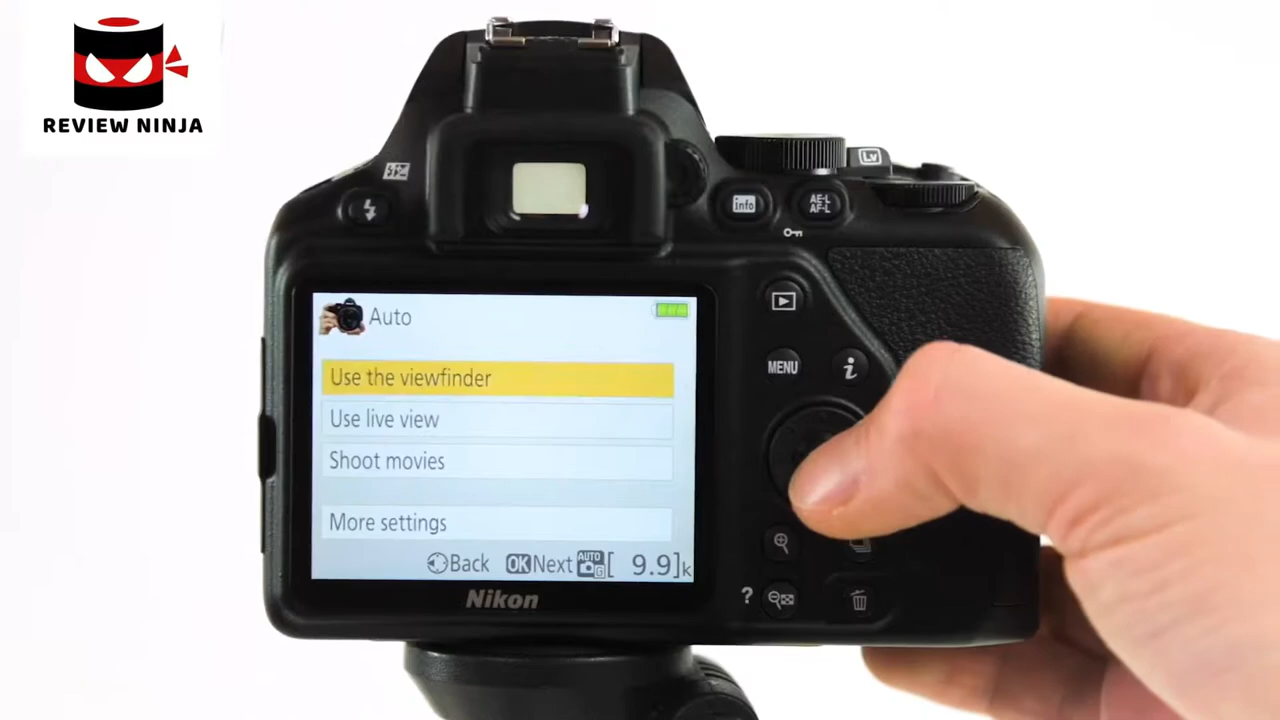 REVIEW NINJA
Lv
info
AE-L
AF-L
Auto
MENU
i
Use the viewfinder
Use live view
Shoot movies
More settings
Back OK Next AUTO G [ 9.9]k
?
Nikon